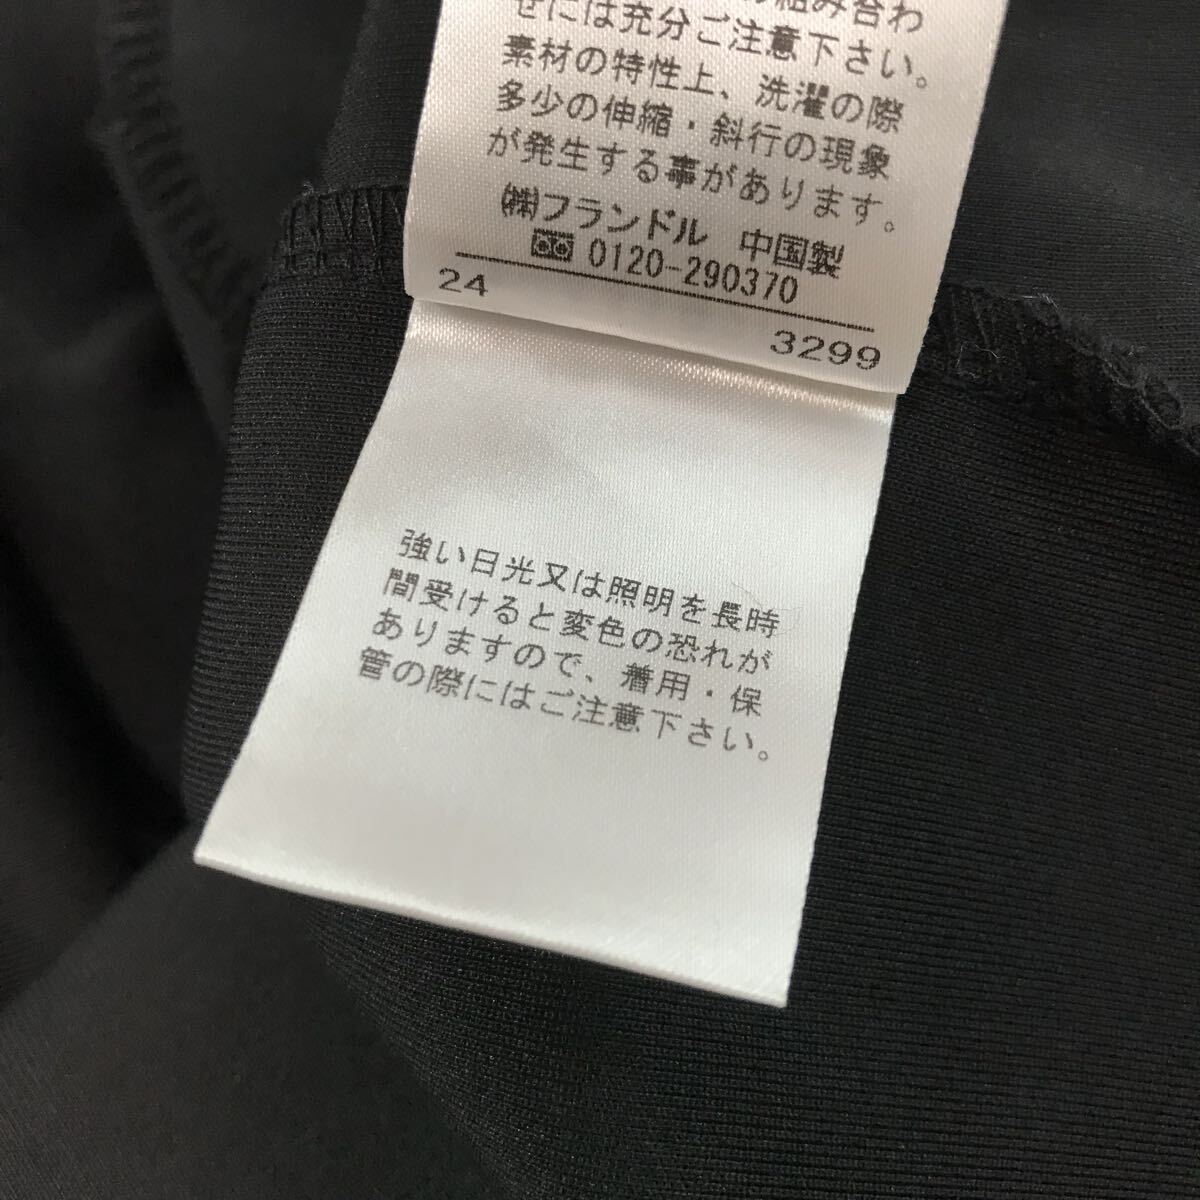 の組み合わ
せには充分ご注意下さい。
素材の特性上、洗濯の際
多少の伸縮・斜行の現象
が発生する事があります。
㈱フランドル 中国製
0120-290370
24
3299
強い日光又は照明を長時
間受けると変色の恐れが
ありますので、着用・保
管の際にはご注意下さい。